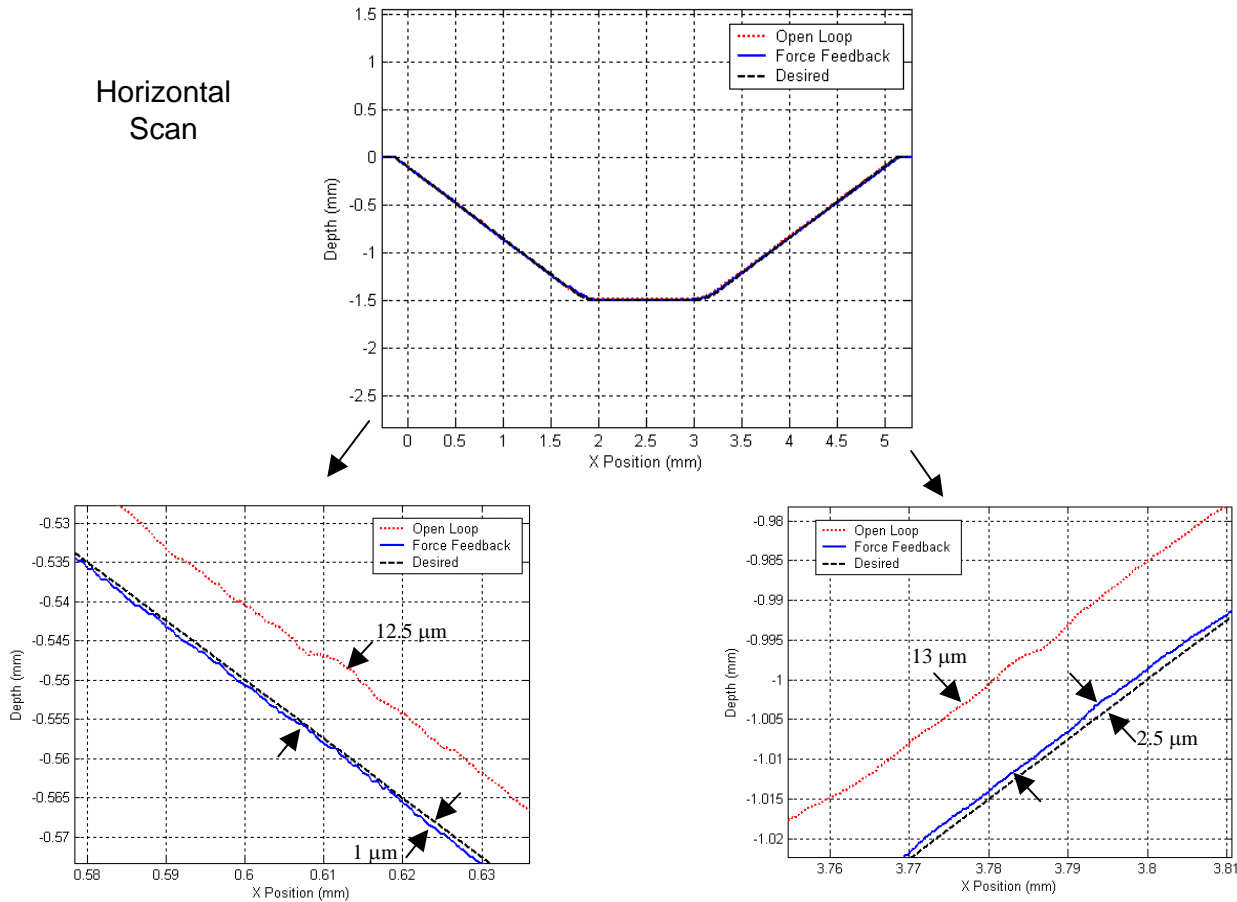 Horizontal
Scan
Open Loop
Force Feedback
Desired
1.5
1
0.5
0
-0.5
-1
-1.5
-2
-2.5
Depth (mm)
0 0.5 1 1.5 2 2.5 3 3.5 4 4.5 5
X Position (mm)
Open Loop
Force Feedback
Desired
-0.53
-0.535
-0.54
-0.545
-0.55
-0.555
-0.56
-0.565
-0.57
Depth (mm)
12.5 μm
1 μm
0.58 0.59 0.6 0.61 0.62 0.63
X Position (mm)
Open Loop
Force Feedback
Desired
-0.98
-0.985
-0.99
-0.995
-1
-1.005
-1.01
-1.015
-1.02
Depth (mm)
13 μm
2.5 μm
3.76 3.77 3.78 3.79 3.8 3.81
X Position (mm)